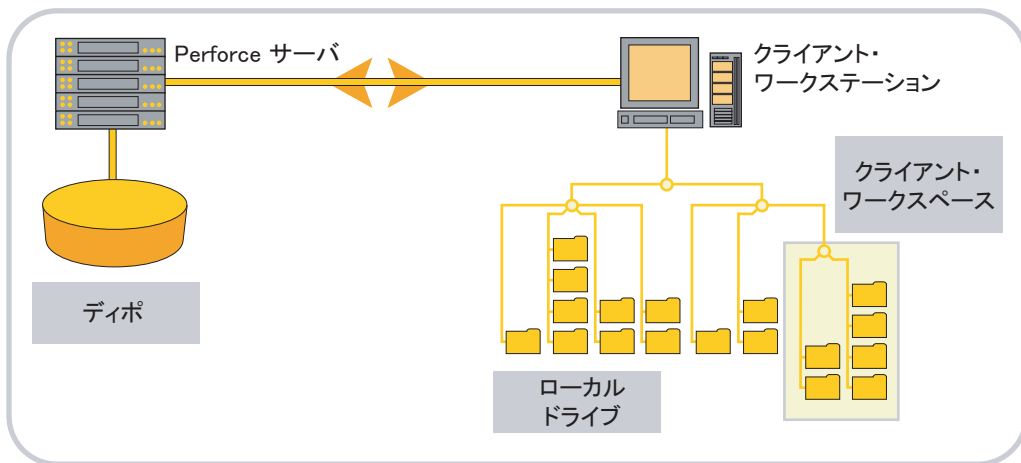 Perforce サーバ
クライアント・
ワークステーション
クライアント・
ワークスペース
ディポ
ローカル
ドライブ